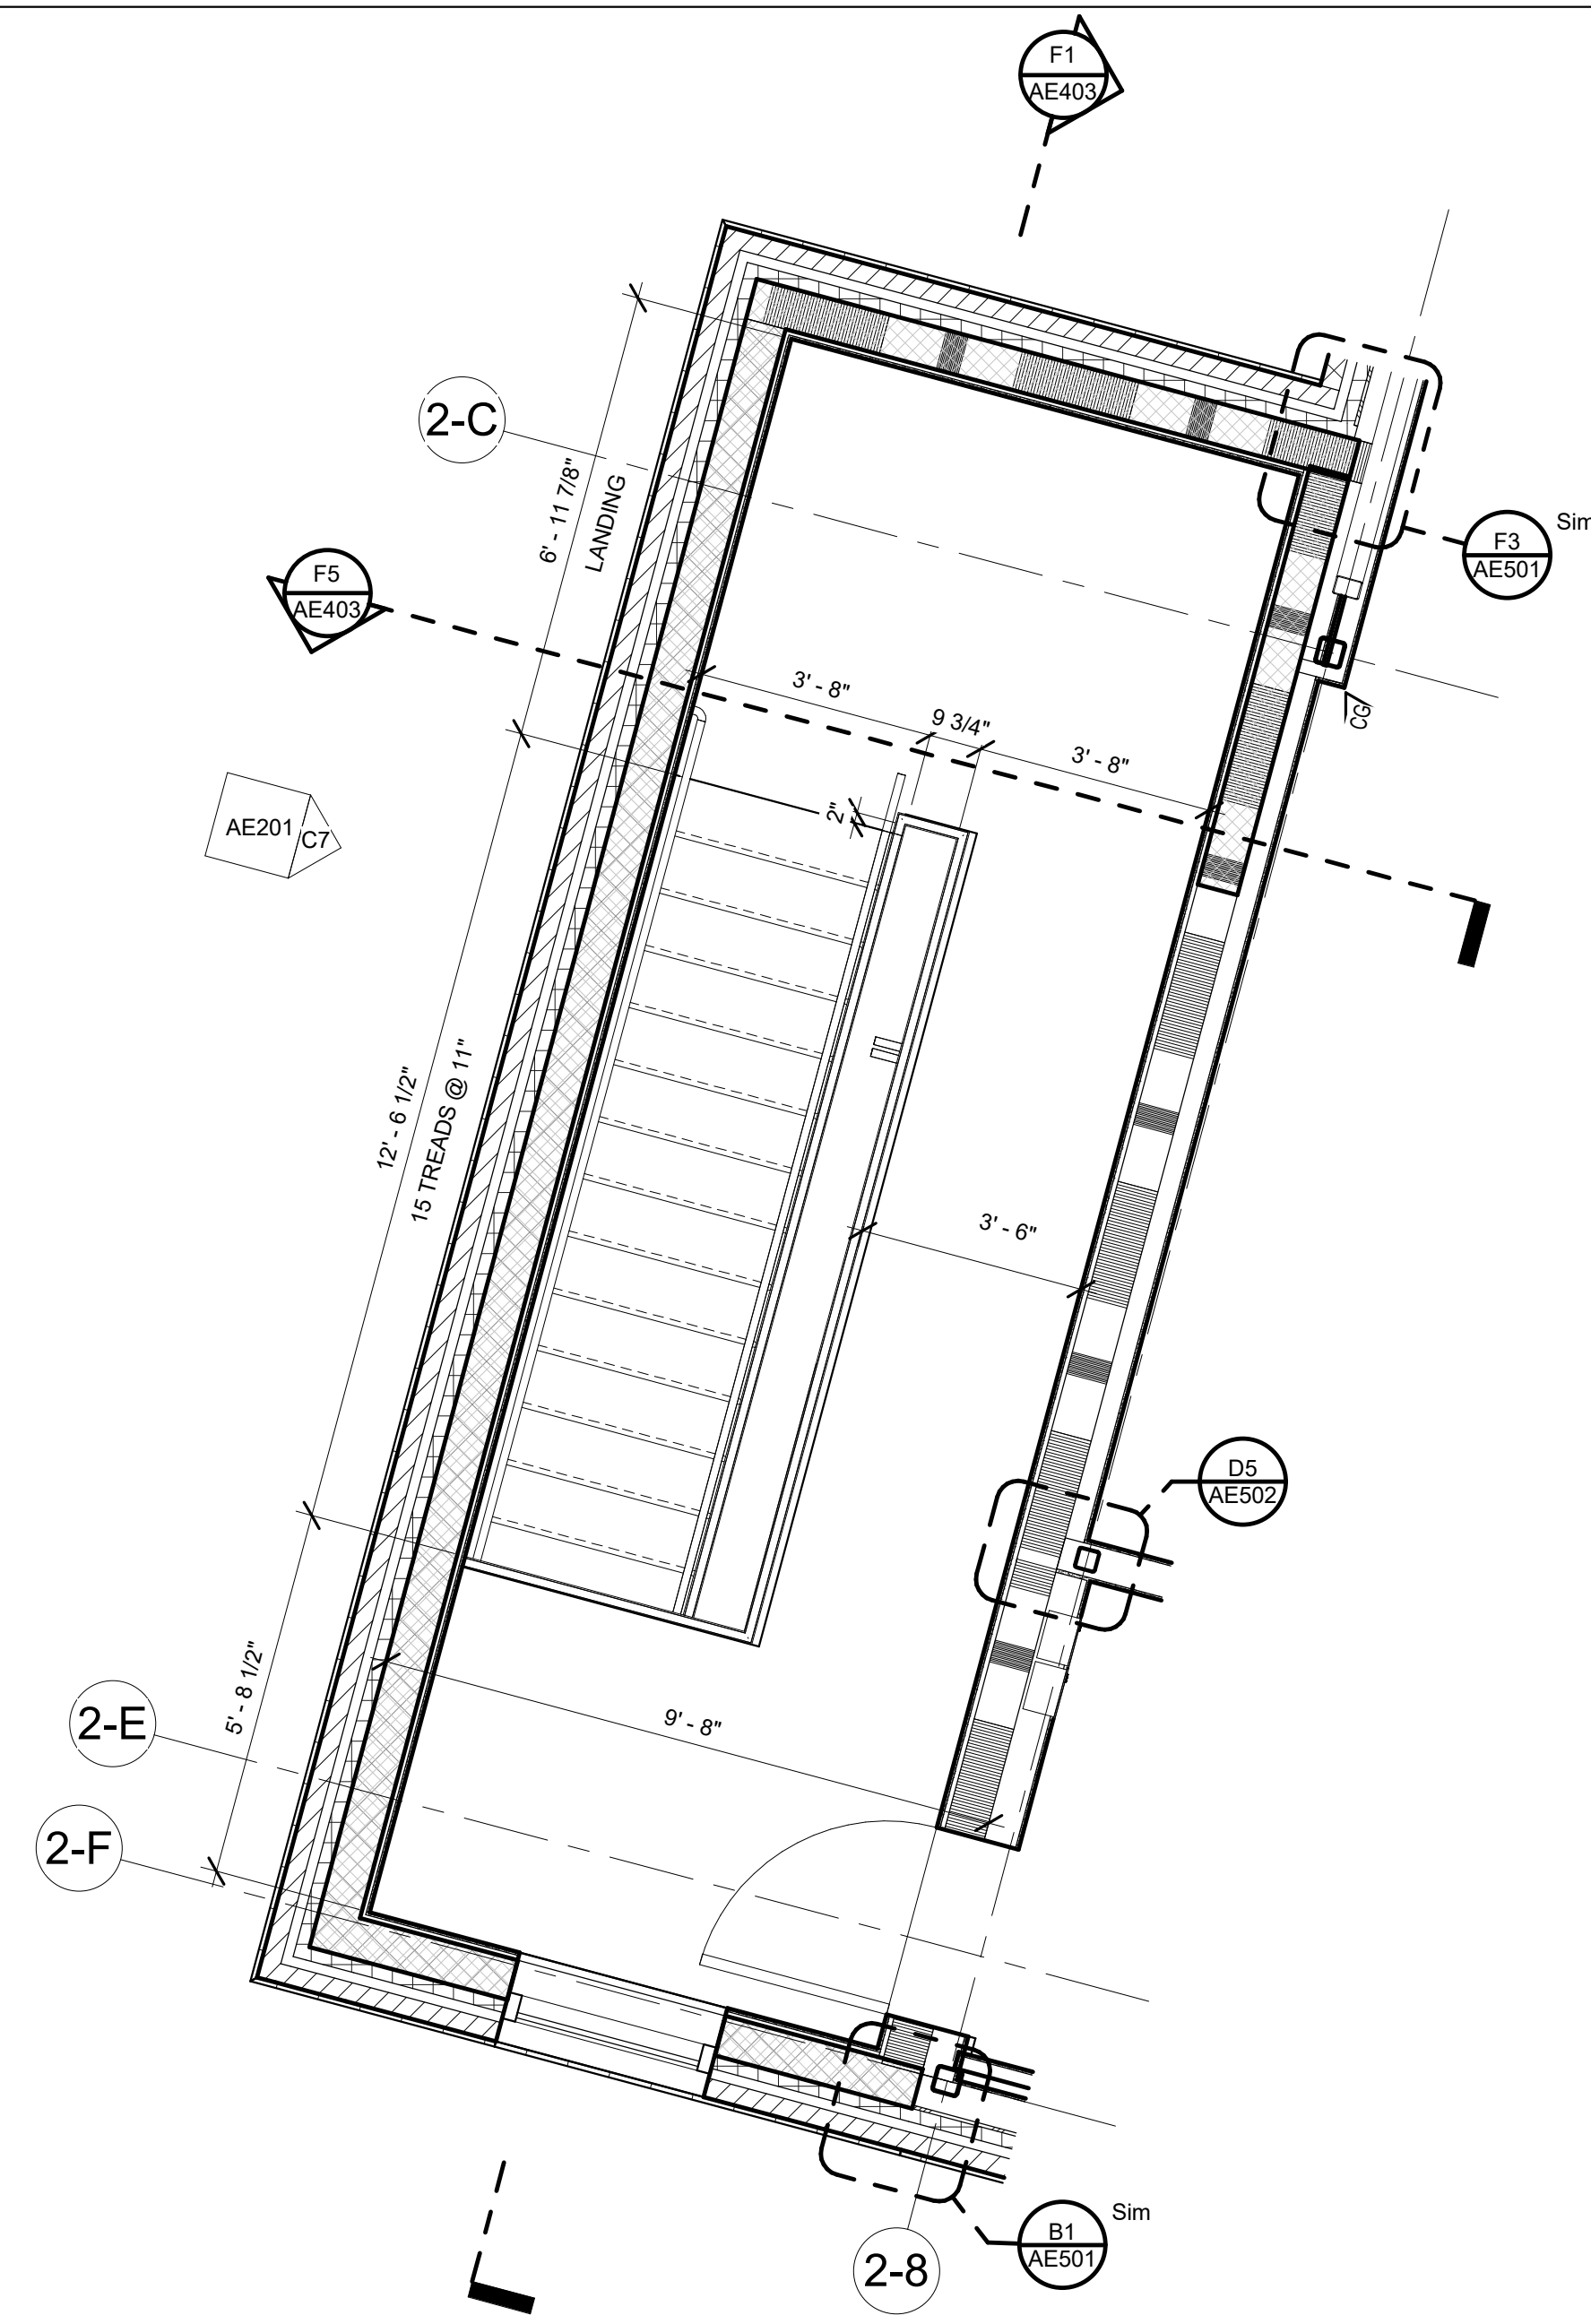 F1
AE403
2-C
6' - 11 7/8"
LANDING
Sim
F3
AE501
F5
AE403
3' - 8"
9 3/4"
3' - 8"
CG
2"
AE201
C7
12' - 6 1/2"
15 TREADS @ 11"
3' - 6"
D5
AE502
5' - 8 1/2"
2-E
9' - 8"
2-F
Sim
B1
AE501
2-8